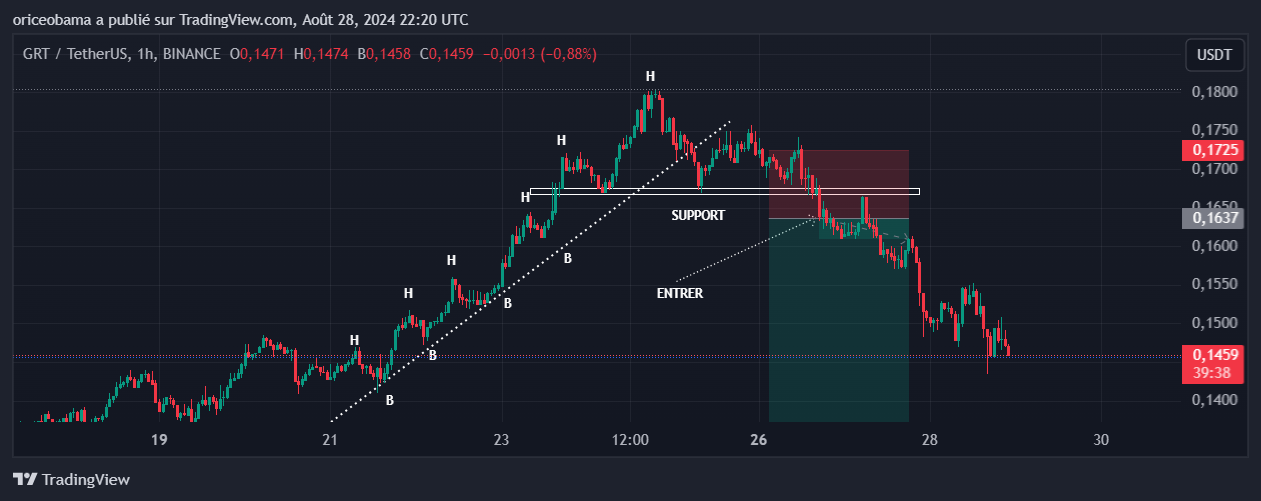 oriceobama a publié sur TradingView.com, Août 28, 2024 22:20 UTC
GRT / TetherUS, 1h, BINANCE O0,1471 H0,1474 B0,1458 C0,1459 −0,0013 (−0,88%)
USDT
H
0,1800
H
0,1750
0,1725
0,1700
H
SUPPORT
0,1650
0,1637
B
0,1600
H
H
ENTRER
0,1550
B
0,1500
H
B
0,1459
39:38
B
0,1400
19 21 23 12:00 26 28 30
TradingView